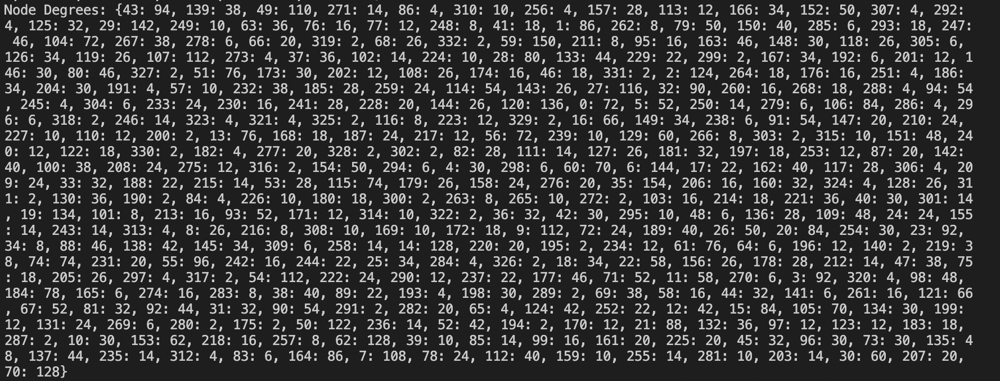 Node Degrees: {43: 94, 139: 38, 49: 110, 271: 14, 86: 4, 310: 10, 256: 4, 157: 28, 113: 12, 166: 34, 152: 50, 307: 4, 292:
4, 125: 32, 29: 142, 249: 10, 63: 36, 76: 16, 77: 12, 248: 8, 41: 18, 1: 86, 262: 8, 79: 50, 150: 40, 285: 6, 293: 18, 247:
 46, 104: 72, 267: 38, 278: 6, 66: 20, 319: 2, 68: 26, 332: 2, 59: 150, 211: 8, 95: 16, 163: 46, 148: 30, 118: 26, 305: 6,
126: 34, 119: 26, 107: 112, 273: 4, 37: 36, 102: 14, 224: 10, 28: 80, 133: 44, 229: 22, 299: 2, 167: 34, 192: 6, 201: 12, 1
46: 30, 80: 46, 327: 2, 51: 76, 173: 30, 202: 12, 108: 26, 174: 16, 46: 18, 331: 2, 2: 124, 264: 18, 176: 16, 251: 4, 186:
34, 204: 30, 191: 4, 57: 10, 232: 38, 185: 28, 259: 24, 114: 54, 143: 26, 27: 116, 32: 90, 260: 16, 268: 18, 288: 4, 94: 54
, 245: 4, 304: 6, 233: 24, 230: 16, 241: 28, 228: 20, 144: 26, 120: 136, 0: 72, 5: 52, 250: 14, 279: 6, 106: 84, 286: 4, 29
6: 6, 318: 2, 246: 14, 323: 4, 321: 4, 325: 2, 116: 8, 223: 12, 329: 2, 16: 66, 149: 34, 238: 6, 91: 54, 147: 20, 210: 24,
227: 10, 110: 12, 200: 2, 13: 76, 168: 18, 187: 24, 217: 12, 56: 72, 239: 10, 129: 60, 266: 8, 303: 2, 315: 10, 151: 48, 24
0: 12, 122: 18, 330: 2, 182: 4, 277: 20, 328: 2, 302: 2, 82: 28, 111: 14, 127: 26, 181: 32, 197: 18, 253: 12, 87: 20, 142:
40, 100: 38, 208: 24, 275: 12, 316: 2, 154: 50, 294: 6, 4: 30, 298: 6, 60: 70, 6: 144, 17: 22, 162: 40, 117: 28, 306: 4, 20
9: 24, 33: 32, 188: 22, 215: 14, 53: 28, 115: 74, 179: 26, 158: 24, 276: 20, 35: 154, 206: 16, 160: 32, 324: 4, 128: 26, 31
1: 2, 130: 36, 190: 2, 84: 4, 226: 10, 180: 18, 300: 2, 263: 8, 265: 10, 272: 2, 103: 16, 214: 18, 221: 36, 40: 30, 301: 14
, 19: 134, 101: 8, 213: 16, 93: 52, 171: 12, 314: 10, 322: 2, 36: 32, 42: 30, 295: 10, 48: 6, 136: 28, 109: 48, 24: 24, 155
: 14, 243: 14, 313: 4, 8: 26, 216: 8, 308: 10, 169: 10, 172: 18, 9: 112, 72: 24, 189: 40, 26: 50, 20: 84, 254: 30, 23: 92,
34: 8, 88: 46, 138: 42, 145: 34, 309: 6, 258: 14, 14: 128, 220: 20, 195: 2, 234: 12, 61: 76, 64: 6, 196: 12, 140: 2, 219: 3
8, 74: 74, 231: 20, 55: 96, 242: 16, 244: 22, 25: 34, 284: 4, 326: 2, 18: 34, 22: 58, 156: 26, 178: 28, 212: 14, 47: 38, 75
: 18, 205: 26, 297: 4, 317: 2, 54: 112, 222: 24, 290: 12, 237: 22, 177: 46, 71: 52, 11: 58, 270: 6, 3: 92, 320: 4, 98: 48,
184: 78, 165: 6, 274: 16, 283: 8, 38: 40, 89: 22, 193: 4, 198: 30, 289: 2, 69: 38, 58: 16, 44: 32, 141: 6, 261: 16, 121: 66
, 67: 52, 81: 32, 92: 44, 31: 32, 90: 54, 291: 2, 282: 20, 65: 4, 124: 42, 252: 22, 12: 42, 15: 84, 105: 70, 134: 30, 199:
12, 131: 24, 269: 6, 280: 2, 175: 2, 50: 122, 236: 14, 52: 42, 194: 2, 170: 12, 21: 88, 132: 36, 97: 12, 123: 12, 183: 18,
287: 2, 10: 30, 153: 62, 218: 16, 257: 8, 62: 128, 39: 10, 85: 14, 99: 16, 161: 20, 225: 20, 45: 32, 96: 30, 73: 30, 135: 4
8, 137: 44, 235: 14, 312: 4, 83: 6, 164: 86, 7: 108, 78: 24, 112: 40, 159: 10, 255: 14, 281: 10, 203: 14, 30: 60, 207: 20,
70: 128}